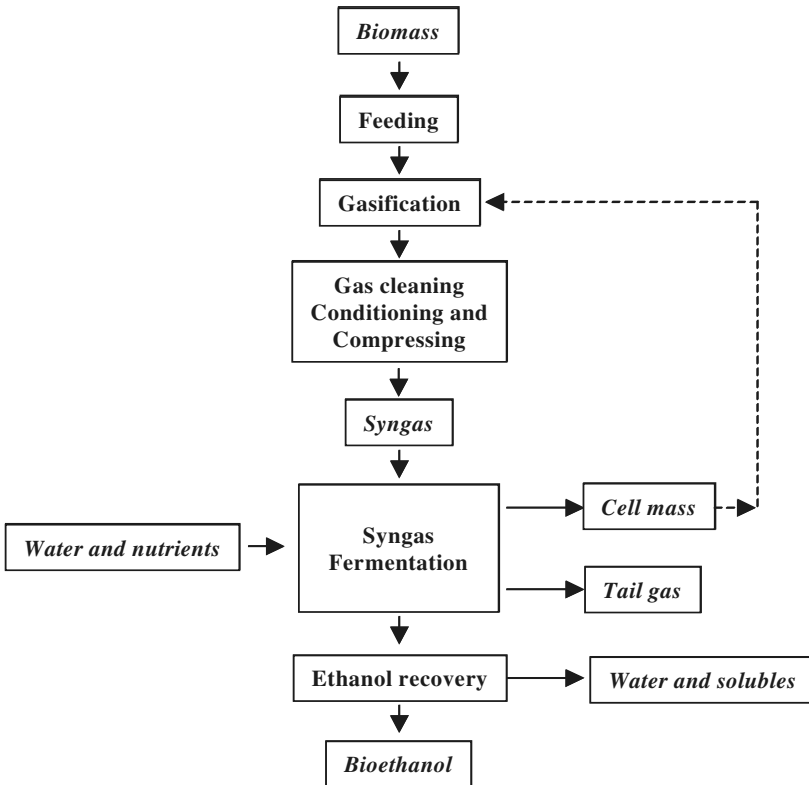 Biomass
Feeding
Gasification
Gas cleaning
Conditioning and
Compressing
Syngas
Water and nutrients
Syngas
Fermentation
Cell mass
Tail gas
Ethanol recovery
Water and solubles
Bioethanol